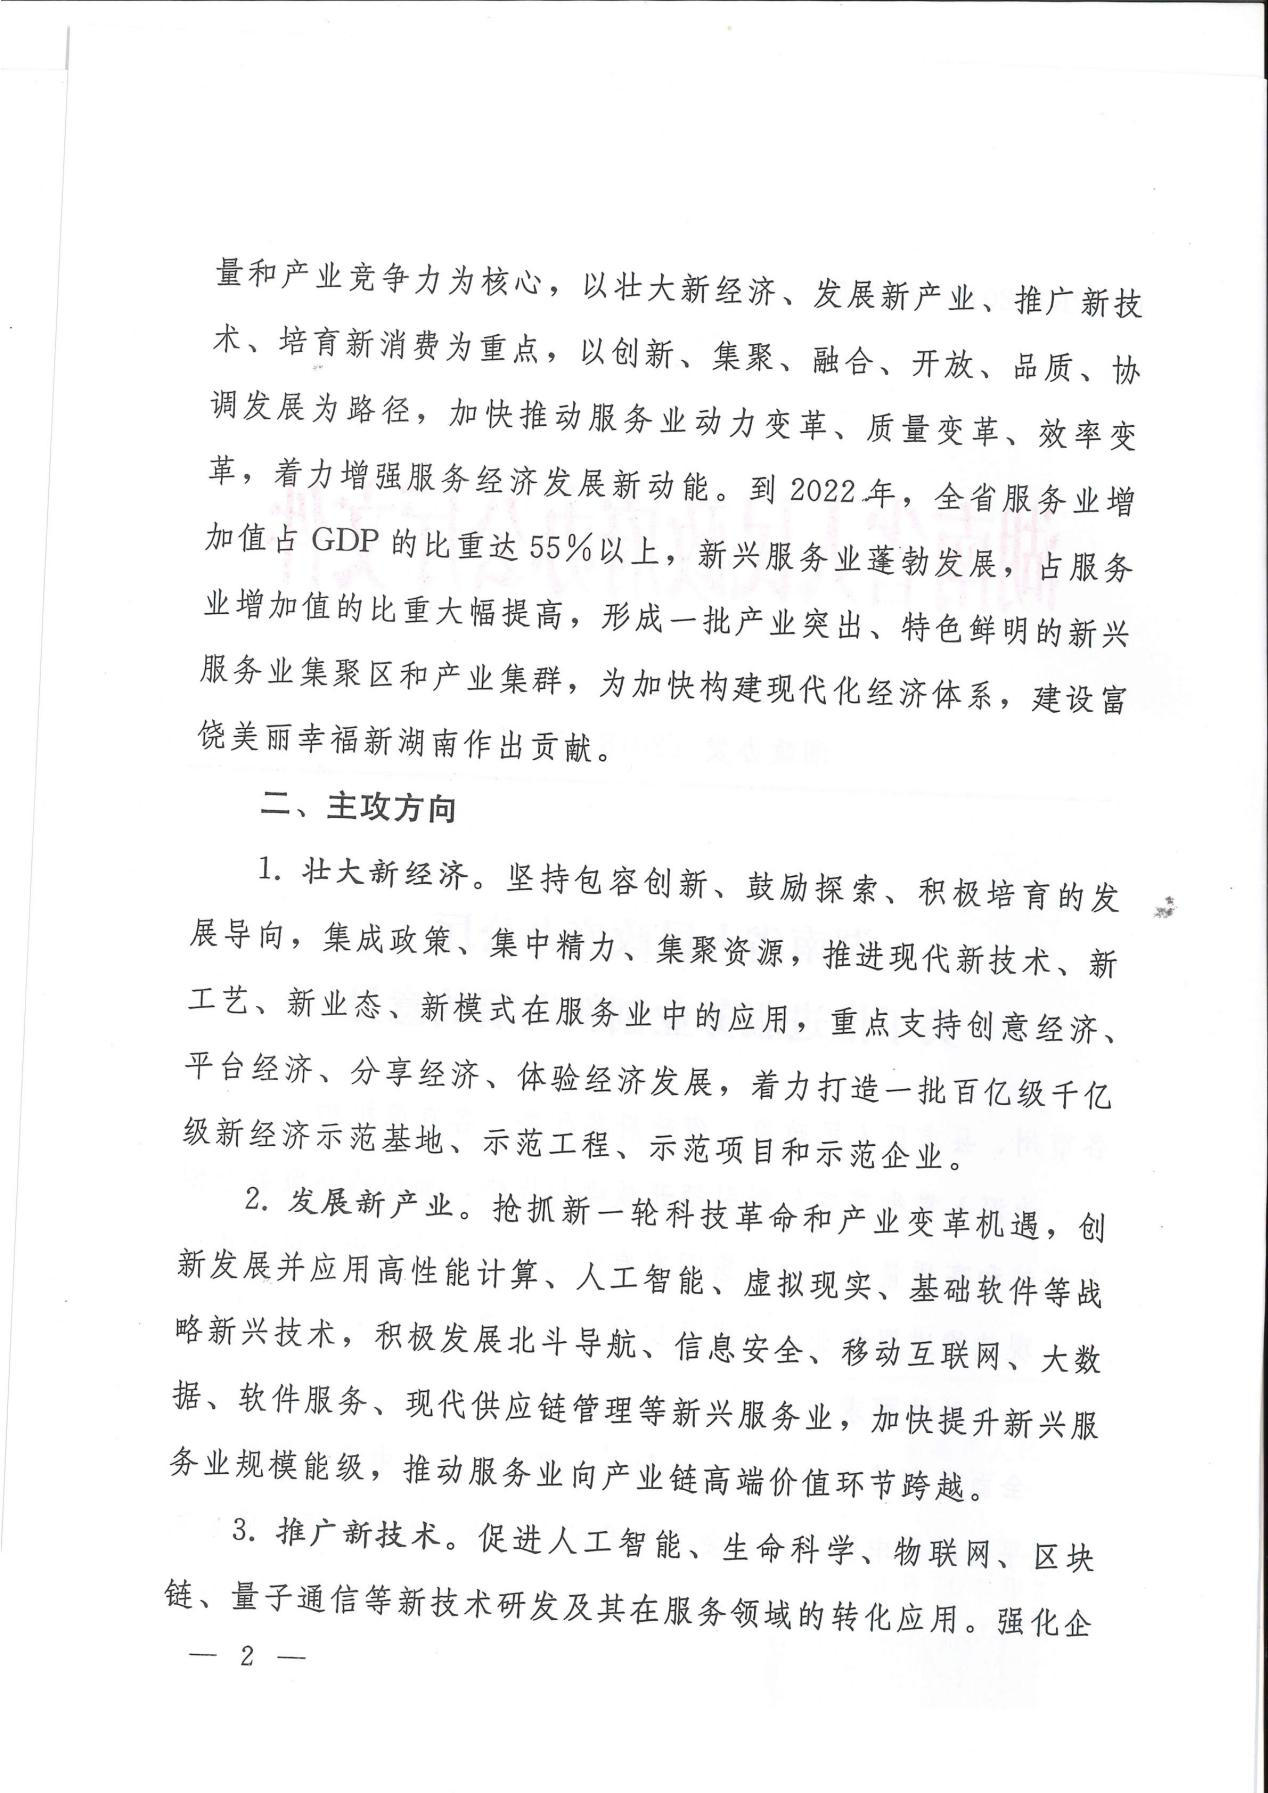 量和产业竞争力为核心，以壮大新经济、发展新产业、推广新技
术、培育新消费为重点，以创新、集聚、融合、开放、品质、协
调发展为路径，加快推动服务业动力变革、质量变革、效率变
革，着力增强服务经济发展新动能。到 2022 年，全省服务业增
加值占 GDP 的比重达 55%以上，新兴服务业蓬勃发展，占服务
业增加值的比重大幅提高，形成一批产业突出、特色鲜明的新兴
服务业集聚区和产业集群，为加快构建现代化经济体系，建设富
饶美丽幸福新湖南作出贡献。
二、主攻方向
1. 壮大新经济。坚持包容创新、鼓励探索、积极培育的发
展导向，集成政策、集中精力、集聚资源，推进现代新技术、新
工艺、新业态、新模式在服务业中的应用，重点支持创意经济、
平台经济、分享经济、体验经济发展，着力打造一批百亿级千亿
级新经济示范基地、示范工程、示范项目和示范企业。
2. 发展新产业。抢抓新一轮科技革命和产业变革机遇，创
新发展并应用高性能计算、人工智能、虚拟现实、基础软件等战
略新兴技术，积极发展北斗导航、信息安全、移动互联网、大数
据、软件服务、现代供应链管理等新兴服务业，加快提升新兴服
务业规模能级，推动服务业向产业链高端价值环节跨越。
3. 推广新技术。促进人工智能、生命科学、物联网、区块
链、量子通信等新技术研发及其在服务领域的转化应用。强化企
— 2 —